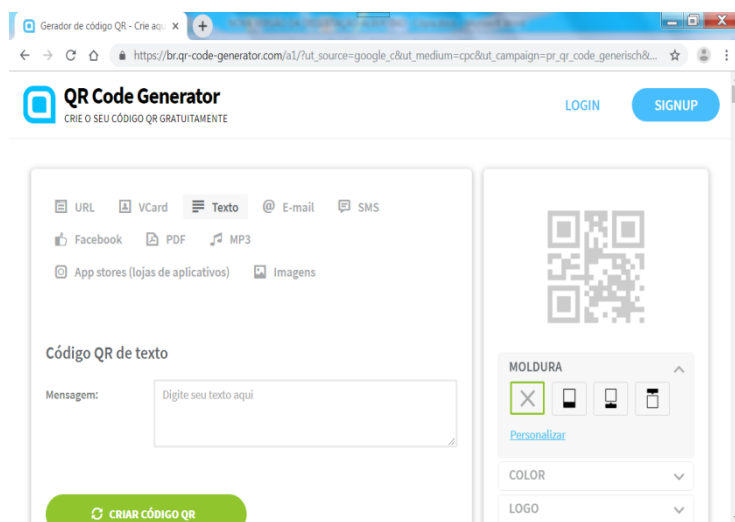 Gerador de código QR - Crie aqu
https://br.qr-code-generator.com/a1/?ut_source=google_c&ut_medium=cpc&ut_campaign=pr_qr_code_generisch&...
QR Code Generator
CRIE O SEU CÓDIGO QR GRATUITAMENTE
LOGIN
SIGNUP
URL VCard Texto E-mail SMS
Facebook PDF MP3
App stores (lojas de aplicativos) Imagens
Código QR de texto
Mensagem:
Digite seu texto aqui
CRIAR CÓDIGO QR
MOLDURA
Personalizar
COLOR
LOGO